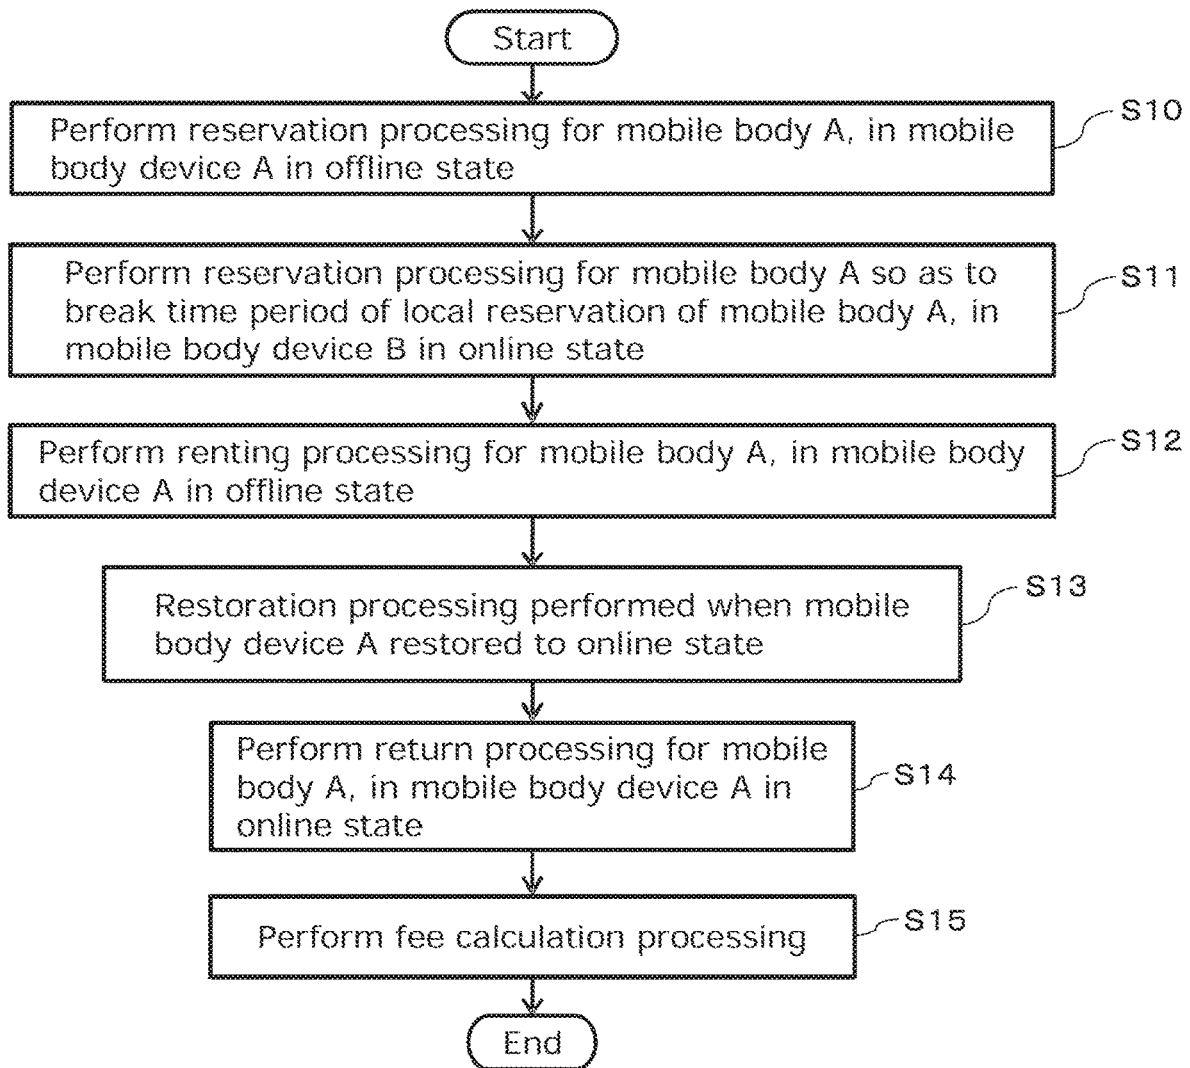 Start
Perform reservation processing for mobile body A, in mobile
body device A in offline state
S10
Perform reservation processing for mobile body A so as to
break time period of local reservation of mobile body A, in
mobile body device B in online state
S11
Perform renting processing for mobile body A, in mobile body
device A in offline state
S12
Restoration processing performed when mobile
body device A restored to online state
S13
Perform return processing for mobile
body A, in mobile body device A in
online state
S14
Perform fee calculation processing
S15
End